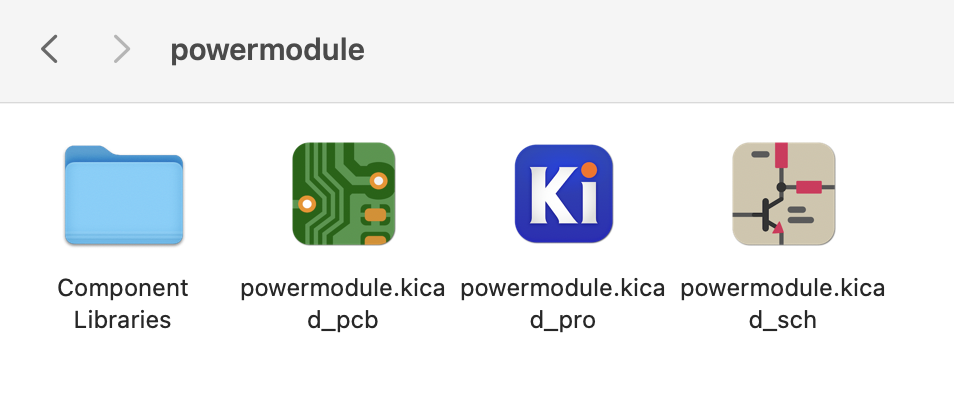 powermodule
Ki
Component
Libraries
powermodule.kica
d_pcb
powermodule.kica
d_pro
powermodule.kica
d_sch